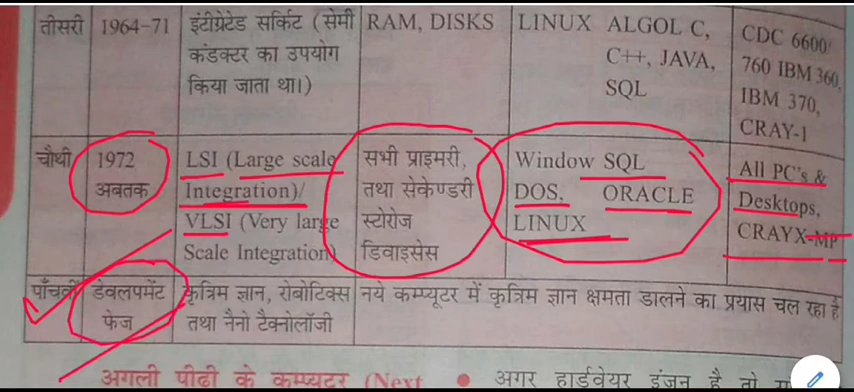 तीसरी 1964-71 इंटीग्रेटेड सर्किट (सेमी RAM, DISKS LINUX ALGOL C, CDC 6600/
कंडक्टर का उपयोग C++, JAVA, 760 IBM 360,
किया जाता था।) SQL IBM 370,
CRAY-1
चौथी 1972 LSI (Large scale सभी प्राइमरी, Window SQL All PC's &
अबतक Integration)/ तथा सेकेण्डरी DOS, ORACLE Desktops,
VLSI (Very large स्टोरोज LINUX CRAYX-MP
Scale Integration) डिवाइसेस
पाँचवीं डेवलपमेंट कृत्रिम ज्ञान, रोबोटिक्स नये कम्प्यूटर में कृत्रिम ज्ञान क्षमता डालने का प्रयास चल रहा है
फेज तथा नैनो टैक्नोलॉजी
अगली पीढी के कम्प्यूटर (Next • अगर हार्डवेयर इंजन है तो